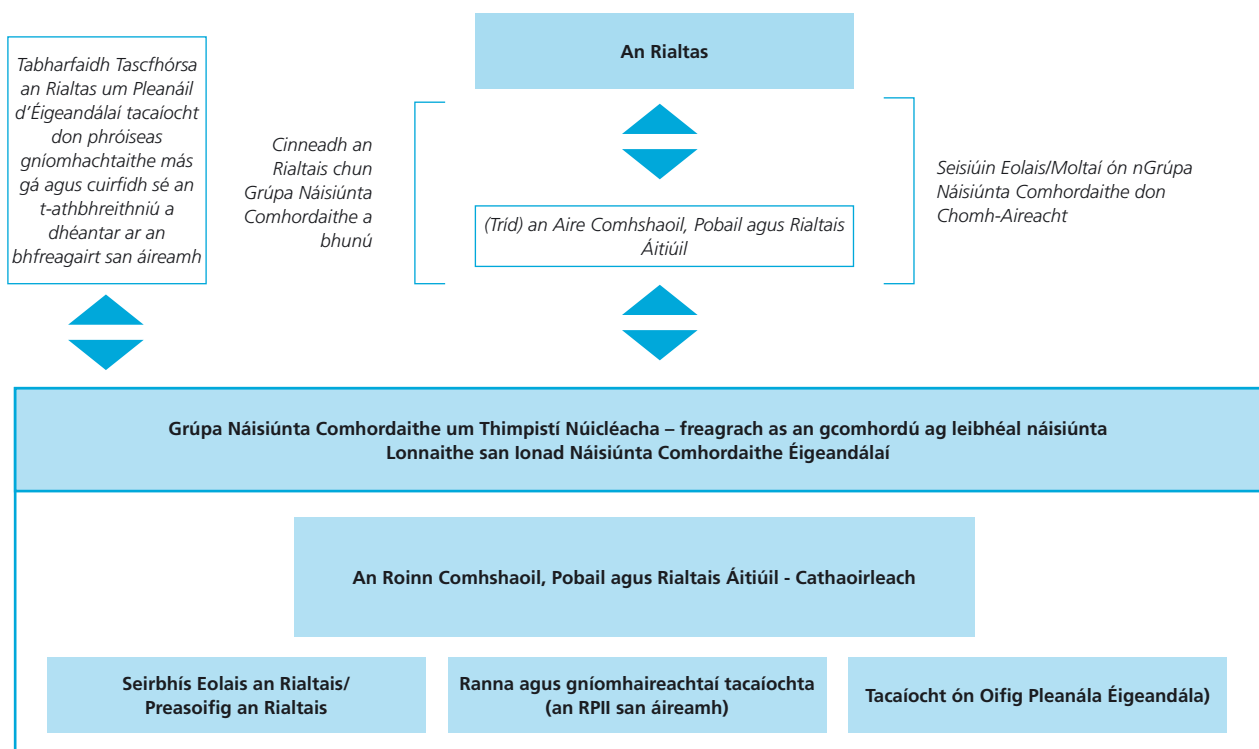 Tabharfaidh Tascfhórsa
an Rialtas um Pleanáil
d'Éigeandálaí tacaíocht
don phróiseas
gníomhachtaithe más
gá agus cuirfidh sé an
t-athbhreithniú a
dhéantar ar an
bhfreagairt san áireamh
An Rialtas
Cinneadh an
Rialtais chun
Grúpa Náisiúnta
Comhordaithe a
bhunú
(Tríd) an Aire Comhshaoil, Pobail agus Rialtais
Áitiúil
Seisiúin Eolais/Moltaí ón nGrúpa
Náisiúnta Comhordaithe don
Chomh-Aireacht
Grúpa Náisiúnta Comhordaithe um Thimpistí Núicléacha – freagrach as an gcomhordú ag leibhéal náisiúnta
Lonnaithe san Ionad Náisiúnta Comhordaithe Éigeandálaí
An Roinn Comhshaoil, Pobail agus Rialtais Áitiúil - Cathaoirleach
Seirbhís Eolais an Rialtais/
Preasoifig an Rialtais
Ranna agus gníomhaireachtaí tacaíochta
(an RPII san áireamh)
Tacaíocht ón Oifig Pleanála Éigeandála)